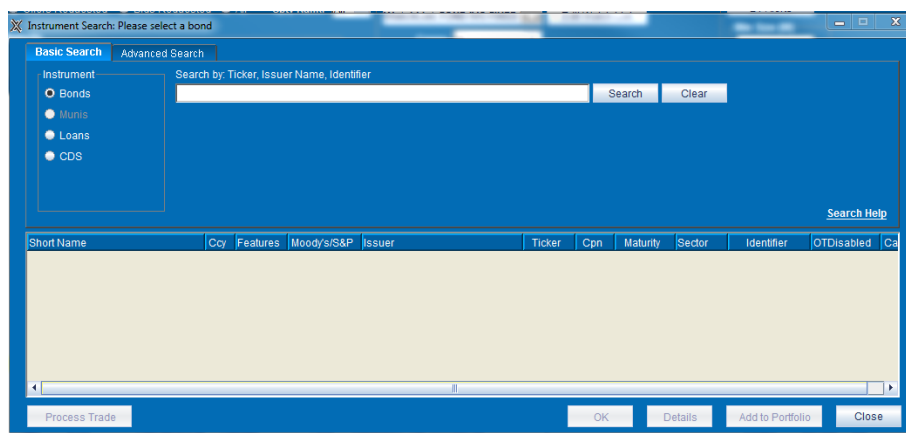 Instrument Search: Please select a bond
Basic Search Advanced Search
Instrument Search by: Ticker, Issuer Name, Identifier
Bonds Search Clear
Munis
Loans
CDS
Search Help
Short Name Ccy Features Moody's/S&P Issuer Ticker Cpn Maturity Sector Identifier OTDisabled Ca
Process Trade OK Details Add to Portfolio Close